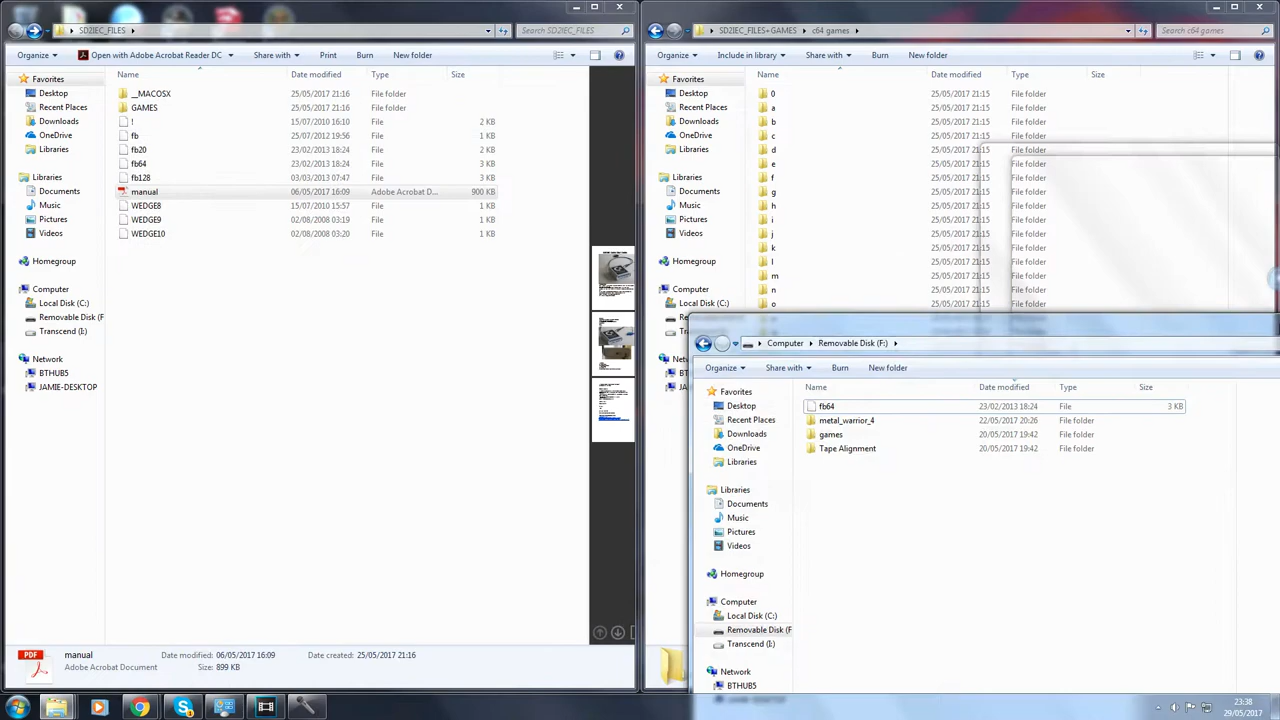 SD2IEC_FILES
Search SD2IEC_FILES
Organize
Open with Adobe Acrobat Reader DC
Share with
Print
Burn
New folder
Favorites
Desktop
Recent Places
Downloads
OneDrive
Libraries
Libraries
Documents
Music
Pictures
Videos
Homegroup
Computer
Local Disk (C:)
Removable Disk (F
Transcend (I:)
Network
BTHUB5
JAMIE-DESKTOP
Name Date modified Type Size
__MACOSX 25/05/2017 21:16 File folder
GAMES 25/05/2017 21:16 File folder
! 15/07/2010 16:10 File 2 KB
fb 25/07/2012 19:56 File 1 KB
fb20 23/02/2013 18:24 File 2 KB
fb64 23/02/2013 18:24 File 3 KB
fb128 03/03/2013 07:47 File 3 KB
manual 06/05/2017 16:09 Adobe Acrobat D... 900 KB
WEDGE8 15/07/2010 15:57 File 1 KB
WEDGE9 02/08/2008 03:19 File 1 KB
WEDGE10 02/08/2008 03:20 File 1 KB
PDF
manual
Adobe Acrobat Document
Date modified: 06/05/2017 16:09
Size: 899 KB
Date created: 25/05/2017 21:16
SD2IEC_FILES+GAMES
c64 games
Search c64 games
Organize
Include in library
Share with
Burn
New folder
Favorites
Desktop
Recent Places
Downloads
OneDrive
Libraries
Libraries
Documents
Music
Pictures
Videos
Homegroup
Computer
Local Disk (C:)
Re
Tra
Net
BT
JA
Name Date modified Type Size
0 25/05/2017 21:15 File folder
a 25/05/2017 21:15 File folder
b 25/05/2017 21:15 File folder
c 25/05/2017 21:15 File folder
d 25/05/2017 21:15 File folder
e 25/05/2017 21:15 File folder
f 25/05/2017 21:15 File folder
g 25/05/2017 21:15 File folder
h 25/05/2017 21:15 File folder
i 25/05/2017 21:15 File folder
j 25/05/2017 21:15 File folder
k 25/05/2017 21:15 File folder
l 25/05/2017 21:15 File folder
m 25/05/2017 21:15 File folder
n 25/05/2017 21:15 File folder
o 25/05/2017 21:15 File folder
Computer
Removable Disk (F:)
Organize
Share with
Burn
New folder
Favorites
Desktop
Recent Places
Downloads
OneDrive
Libraries
Libraries
Documents
Music
Pictures
Videos
Homegroup
Computer
Local Disk (C:)
Removable Disk (F
Transcend (I:)
Network
BTHUB5
Name Date modified Type Size
fb64 23/02/2013 18:24 File 3 KB
metal_warrior_4 22/05/2017 20:26 File folder
games 20/05/2017 19:42 File folder
Tape Alignment 20/05/2017 19:42 File folder
23:38
29/05/2017